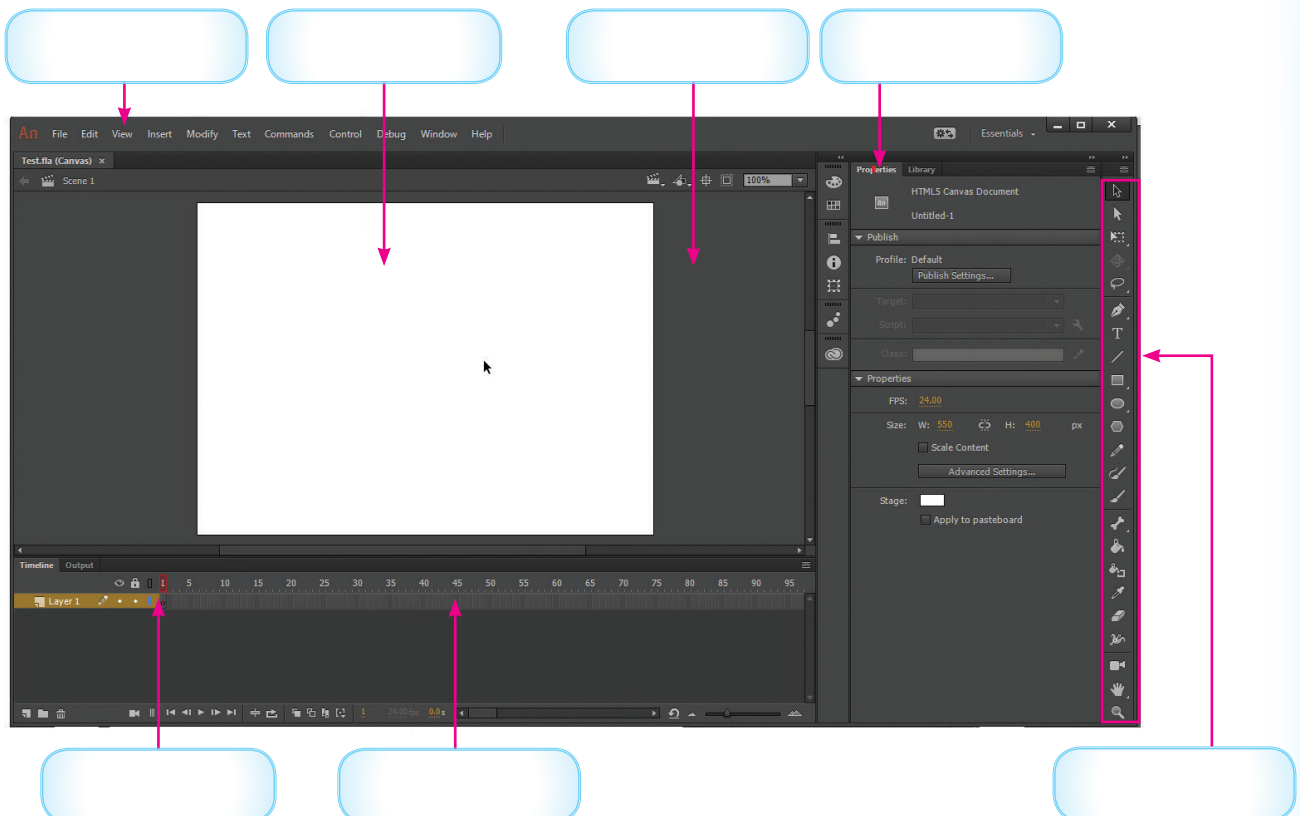 An File Edit View Insert Modify Text Commands Control Debug Window Help
Essentials
Test.fla (Canvas) ×
Scene 1
100%
Properties Library
HTML5 Canvas Document
An
Untitled-1
Publish
Profile: Default
Publish Settings...
Target:
Script:
Class:
Properties
FPS: 24.00
Size: W: 550 H: 400 px
Scale Content
Advanced Settings...
Stage:
Apply to pasteboard
T
Timeline Output
1 5 10 15 20 25 30 35 40 45 50 55 60 65 70 75 80 85 90 95
Layer 1
1 24.00 fps 0.0 s